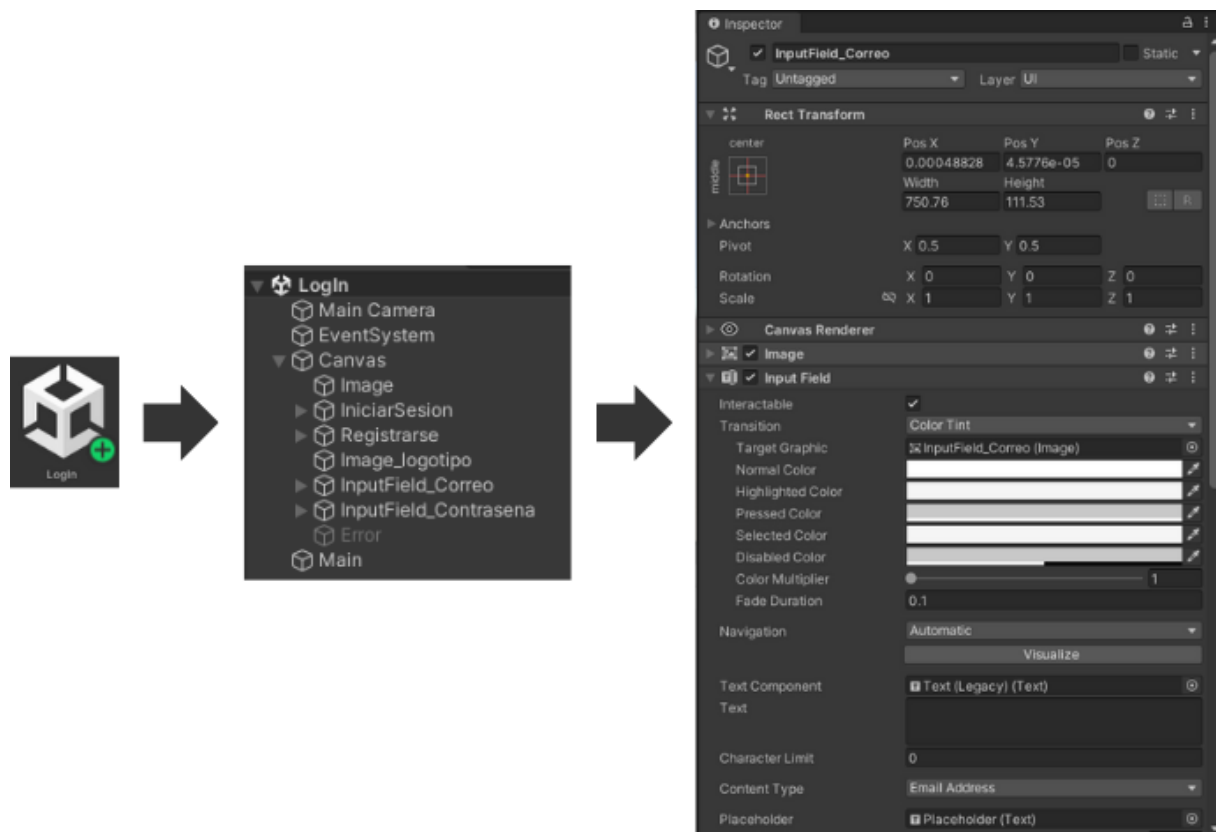 LogIn
LogIn
Main Camera
EventSystem
Canvas
Image
IniciarSesion
Registrarse
Image_logotipo
InputField_Correo
InputField_Contrasena
Error
Main
Inspector
InputField_Correo Static
Tag Untagged Layer UI
Rect Transform
center Pos X Pos Y Pos Z
middle 0.00048828 4.5776e-05 0
Width Height
750.76 111.53 R
Anchors
Pivot X 0.5 Y 0.5
Rotation X 0 Y 0 Z 0
Scale X 1 Y 1 Z 1
Canvas Renderer
Image
Input Field
Interactable
Transition Color Tint
Target Graphic InputField_Correo (Image)
Normal Color
Highlighted Color
Pressed Color
Selected Color
Disabled Color
Color Multiplier 1
Fade Duration 0.1
Navigation Automatic
Visualize
Text Component Text (Legacy) (Text)
Text
Character Limit 0
Content Type Email Address
Placeholder Placeholder (Text)